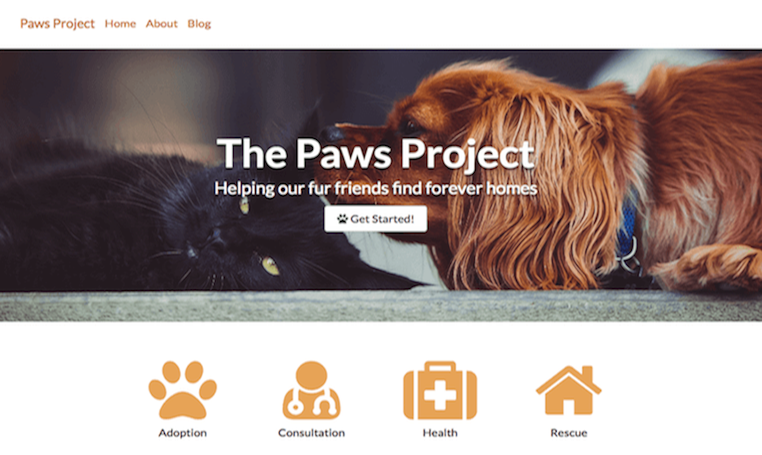 Paws Project Home About Blog
The Paws Project
Helping our fur friends find forever homes
Get Started!
Adoption Consultation Health Rescue